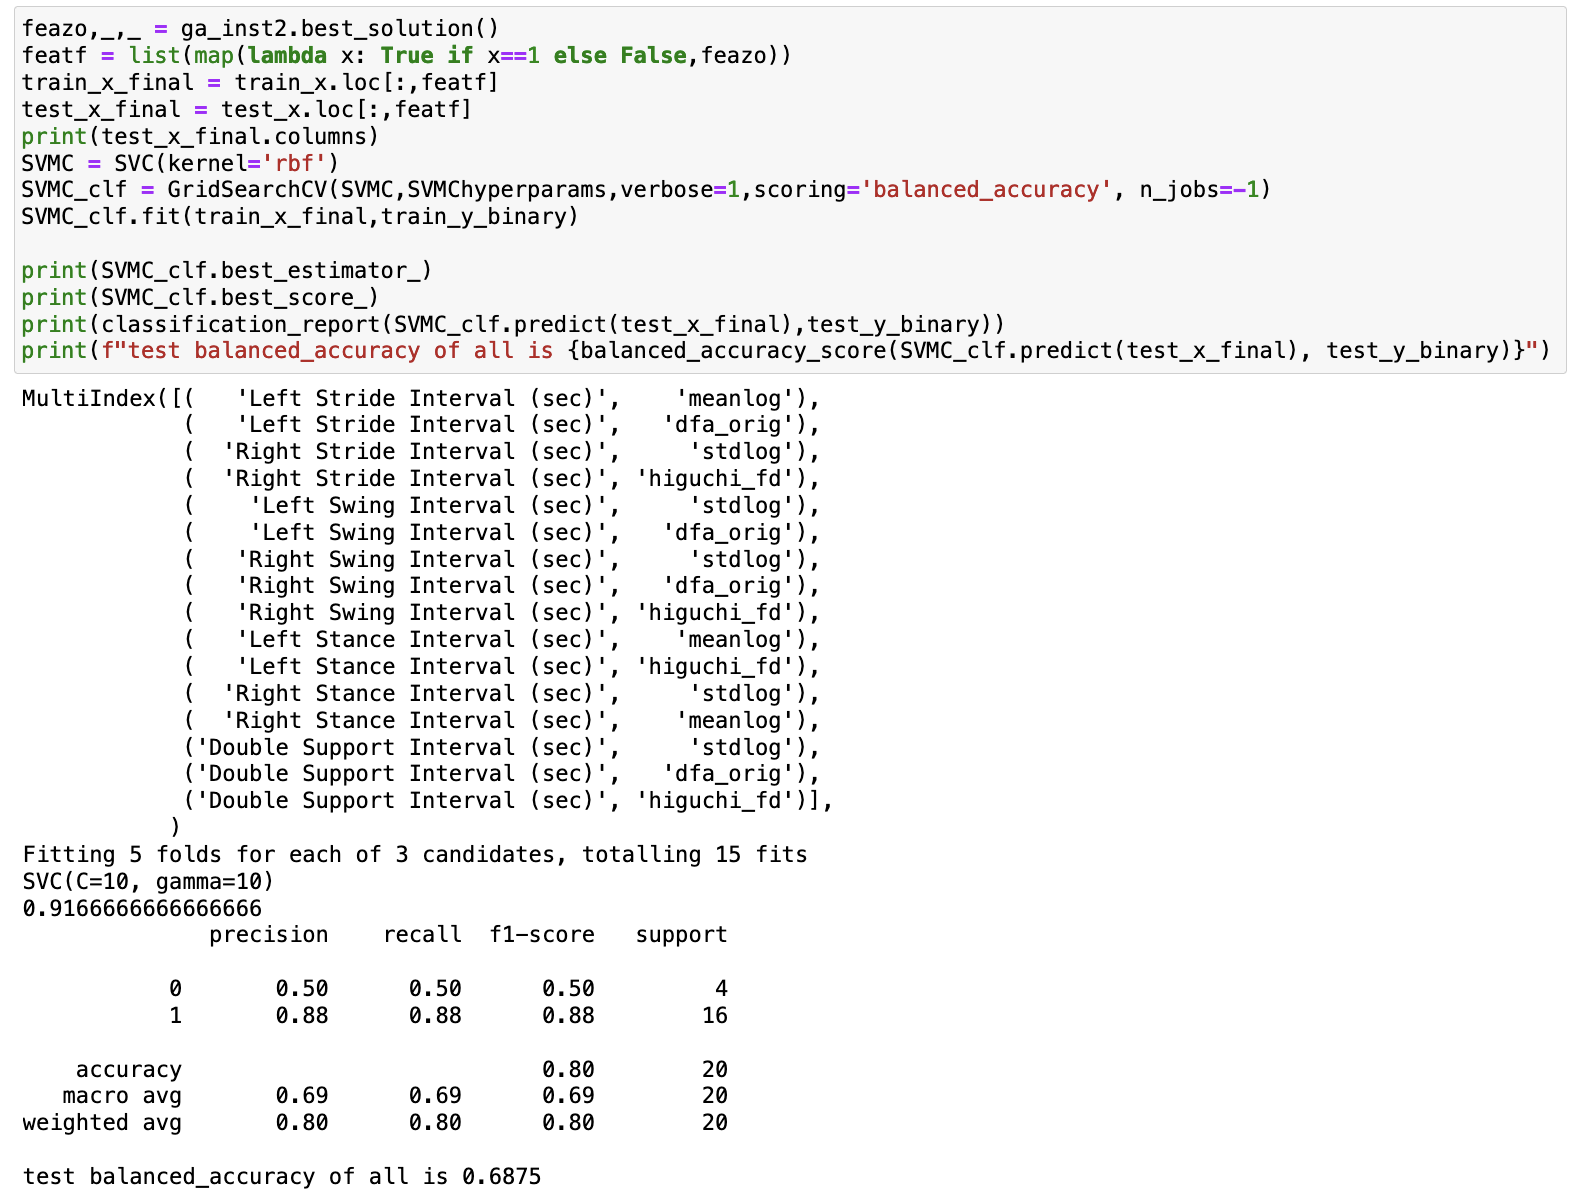 feazo,_,_ = ga_inst2.best_solution()
featf = list(map(lambda x: True if x==1 else False,feazo))
train_x_final = train_x.loc[:,featf]
test_x_final = test_x.loc[:,featf]
print(test_x_final.columns)
SVMC = SVC(kernel='rbf')
SVMC_clf = GridSearchCV(SVMC,SVMChyperparams,verbose=1,scoring='balanced_accuracy', n_jobs=-1)
SVMC_clf.fit(train_x_final,train_y_binary)

print(SVMC_clf.best_estimator_)
print(SVMC_clf.best_score_)
print(classification_report(SVMC_clf.predict(test_x_final),test_y_binary))
print(f"test balanced_accuracy of all is {balanced_accuracy_score(SVMC_clf.predict(test_x_final), test_y_binary)}")
MultiIndex([(   'Left Stride Interval (sec)',    'meanlog'),
            (   'Left Stride Interval (sec)',   'dfa_orig'),
            (  'Right Stride Interval (sec)',     'stdlog'),
            (  'Right Stride Interval (sec)', 'higuchi_fd'),
            (    'Left Swing Interval (sec)',     'stdlog'),
            (    'Left Swing Interval (sec)',   'dfa_orig'),
            (   'Right Swing Interval (sec)',     'stdlog'),
            (   'Right Swing Interval (sec)',   'dfa_orig'),
            (   'Right Swing Interval (sec)', 'higuchi_fd'),
            (   'Left Stance Interval (sec)',    'meanlog'),
            (   'Left Stance Interval (sec)', 'higuchi_fd'),
            (  'Right Stance Interval (sec)',     'stdlog'),
            (  'Right Stance Interval (sec)',    'meanlog'),
            ('Double Support Interval (sec)',     'stdlog'),
            ('Double Support Interval (sec)',   'dfa_orig'),
            ('Double Support Interval (sec)', 'higuchi_fd')],
           )
Fitting 5 folds for each of 3 candidates, totalling 15 fits
SVC(C=10, gamma=10)
0.9166666666666666
              precision    recall  f1-score   support

           0       0.50      0.50      0.50         4
           1       0.88      0.88      0.88        16

    accuracy                           0.80        20
   macro avg       0.69      0.69      0.69        20
weighted avg       0.80      0.80      0.80        20

test balanced_accuracy of all is 0.6875